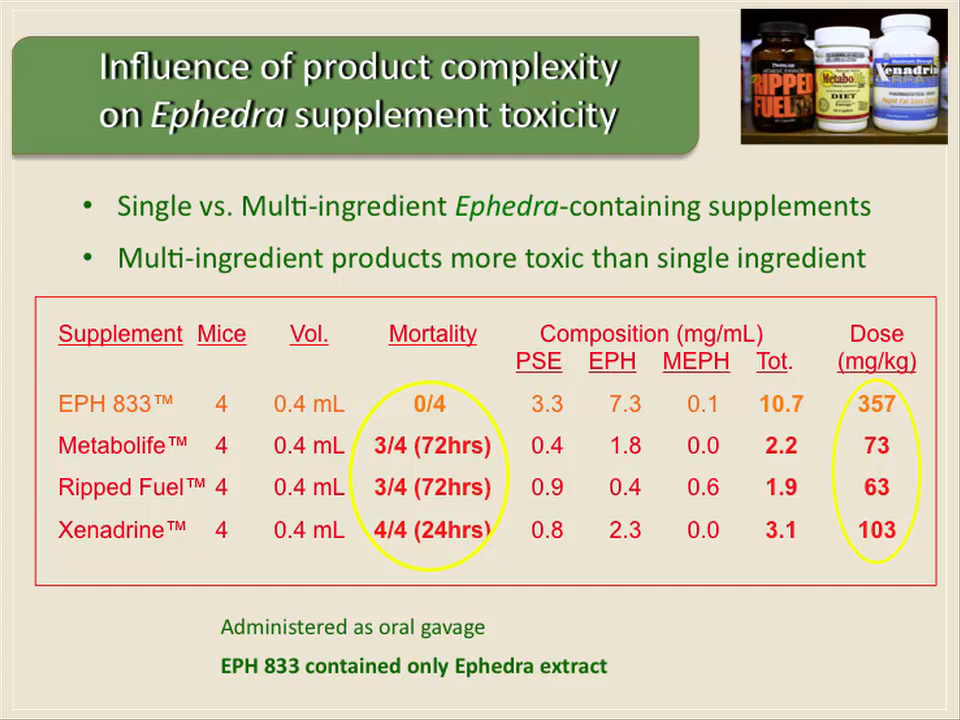 Influence of product complexity
on Ephedra supplement toxicity
RIPPED
FUEL
Metabo
DIET
Xenadrin
Rapid Fat Loss
• Single vs. Multi-ingredient Ephedra-containing supplements
• Multi-ingredient products more toxic than single ingredient
Supplement Mice Vol. Mortality Composition (mg/mL) Dose
PSE EPH MEPH Tot. (mg/kg)
EPH 833™ 4 0.4 mL 0/4 3.3 7.3 0.1 10.7 357
Metabolife™ 4 0.4 mL 3/4 (72hrs) 0.4 1.8 0.0 2.2 73
Ripped Fuel™ 4 0.4 mL 3/4 (72hrs) 0.9 0.4 0.6 1.9 63
Xenadrine™ 4 0.4 mL 4/4 (24hrs) 0.8 2.3 0.0 3.1 103
Administered as oral gavage
EPH 833 contained only Ephedra extract